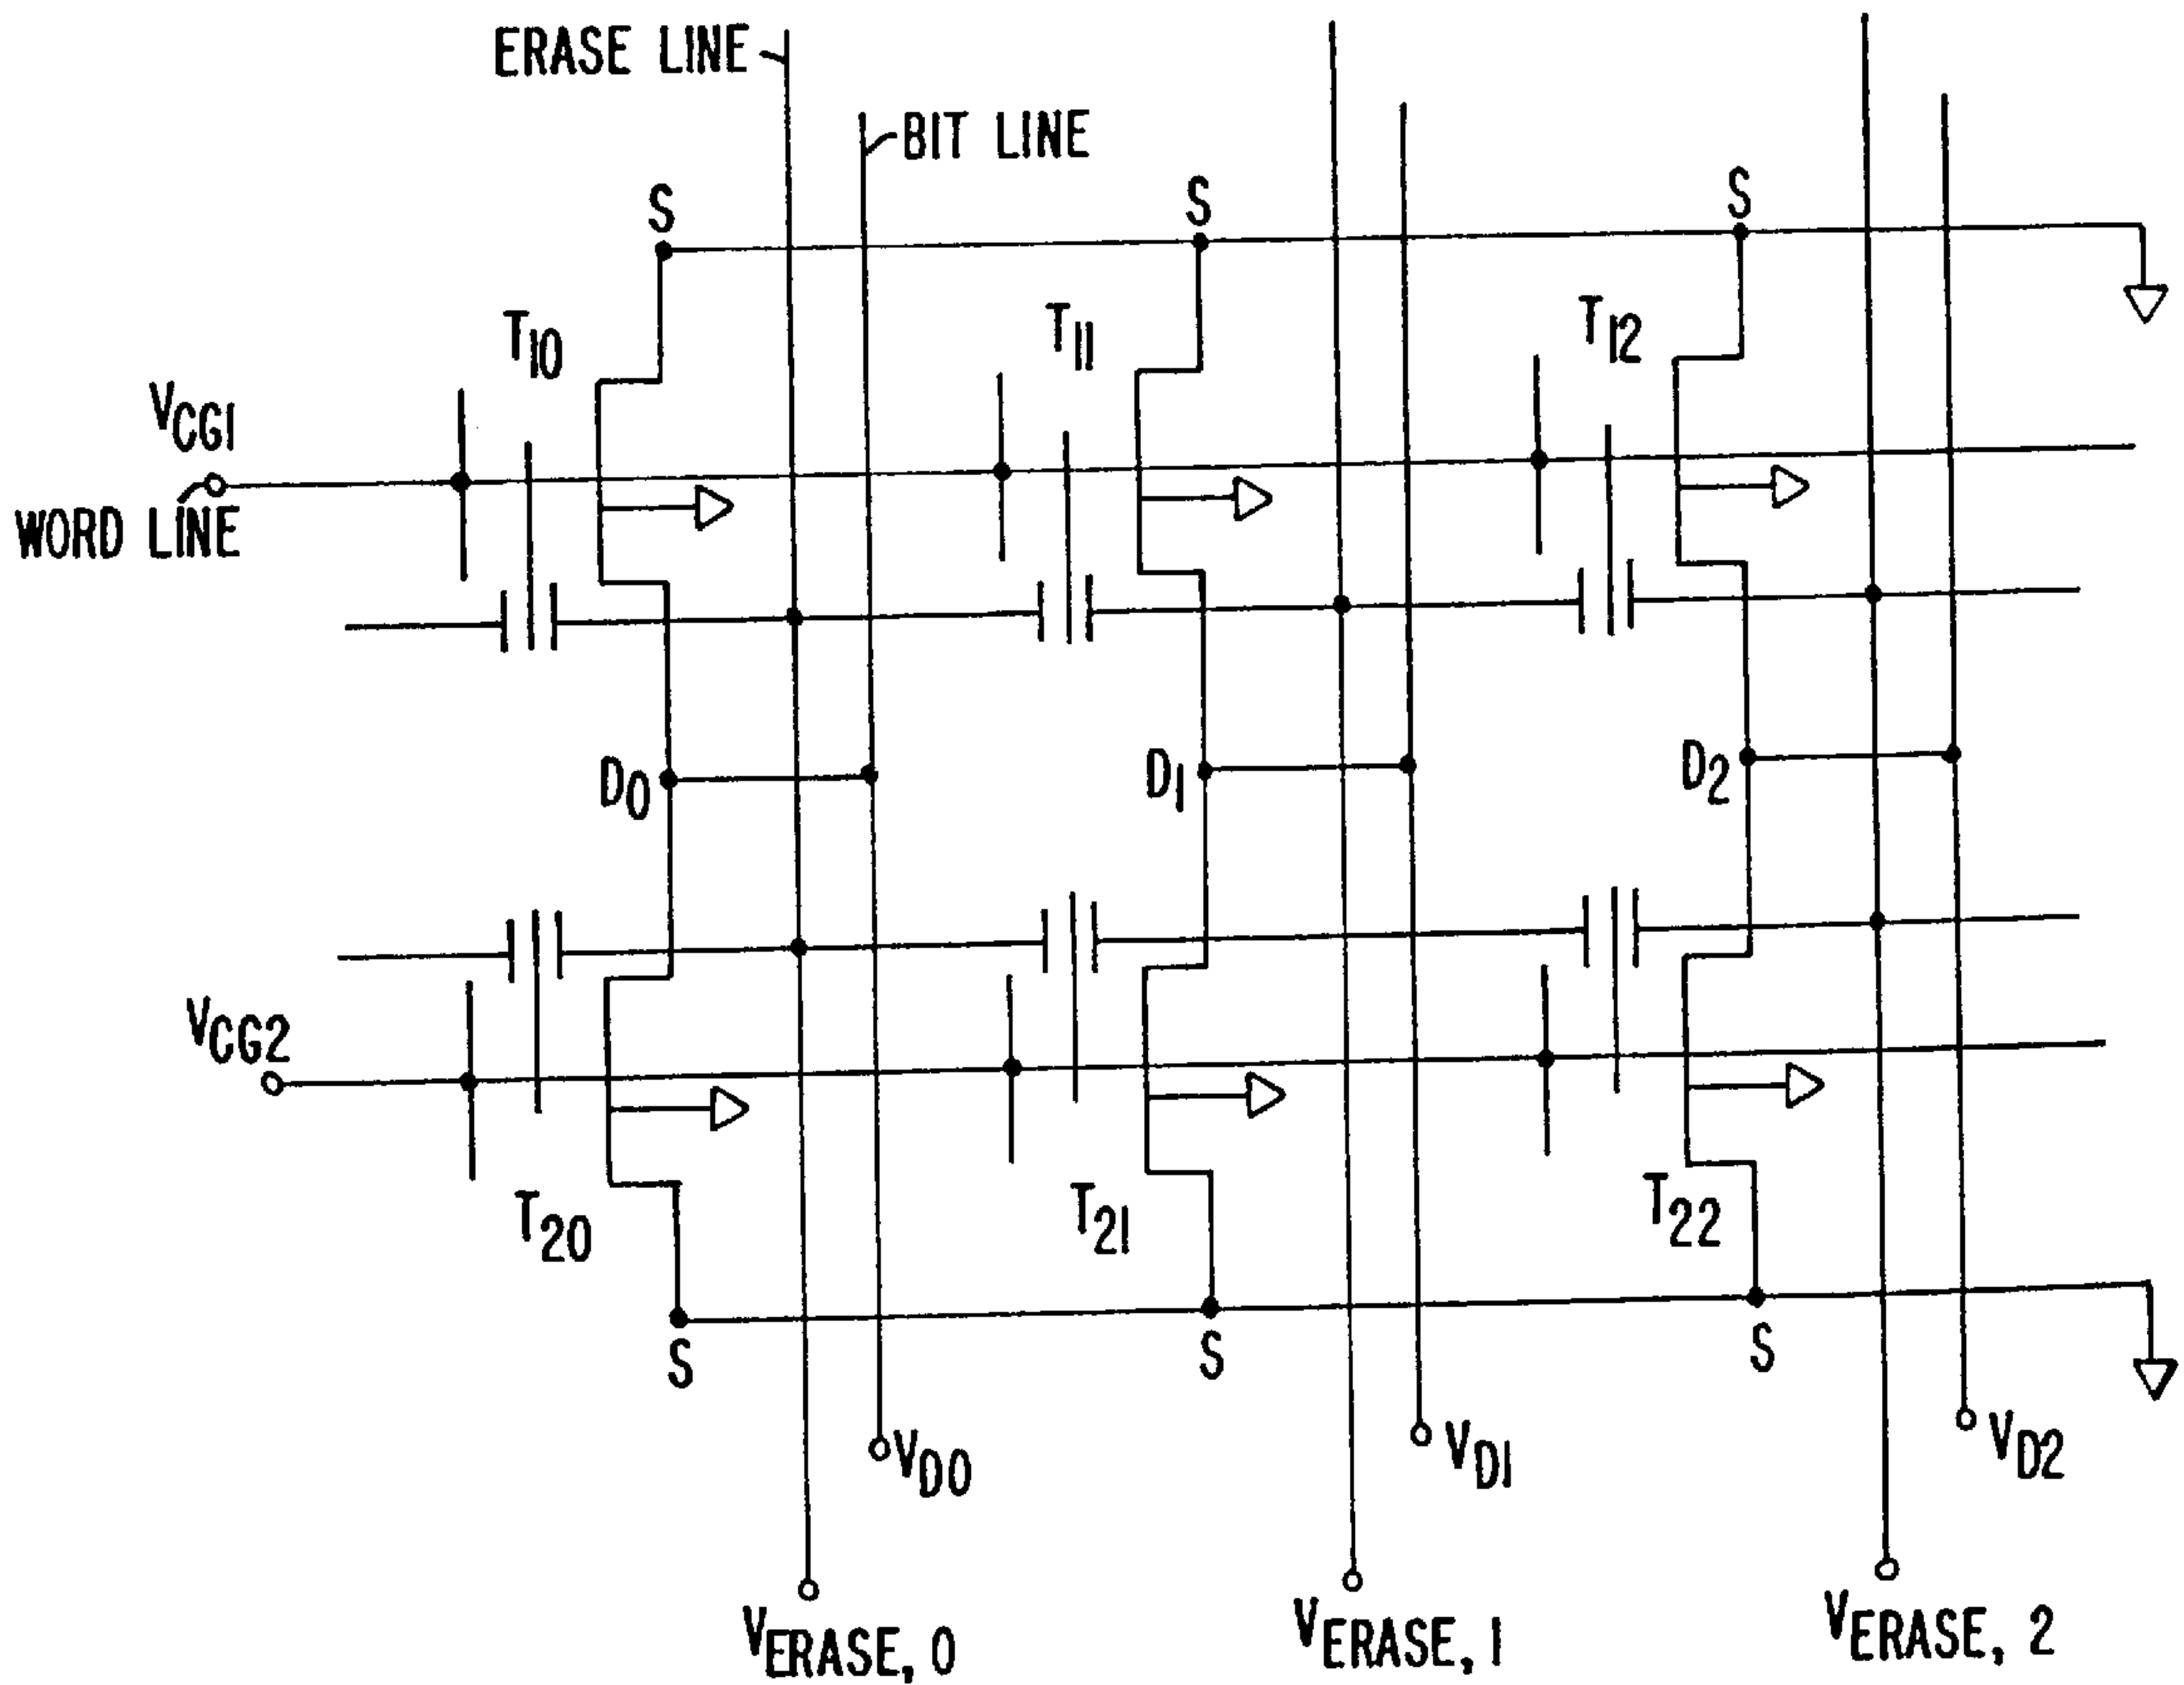 ERASE LINE
BIT LINE
S
S
S
T10
T11
T12
VCG1
WORD LINE
D0
D1
D2
VCG2
T20
T21
T22
S
S
S
VD0
VD1
VD2
VERASE, 0
VERASE, 1
VERASE, 2